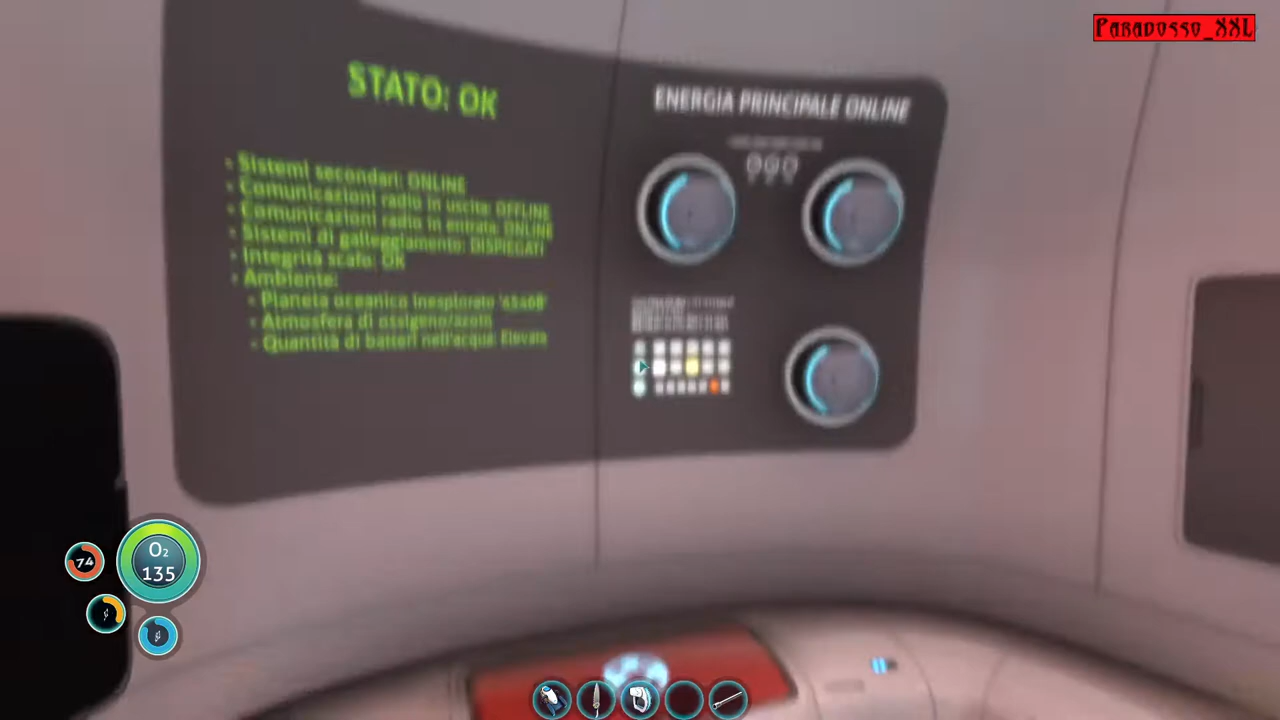 Paradosso_XXL
STATO: OK
ENERGIA PRINCIPALE ONLINE
- Sistemi secondari: ONLINE
- Comunicazioni radio in uscita: OFFLINE
- Comunicazioni radio in entrata: ONLINE
- Sistemi di galleggiamento: DISPIEGATI
- Integrità scafo: OK
- Ambiente:
- Pianeta oceanico inesplorato '4546B'
- Atmosfera di ossigeno/azoto
- Quantità di batteri nell'acqua: Elevata
74
O₂
135